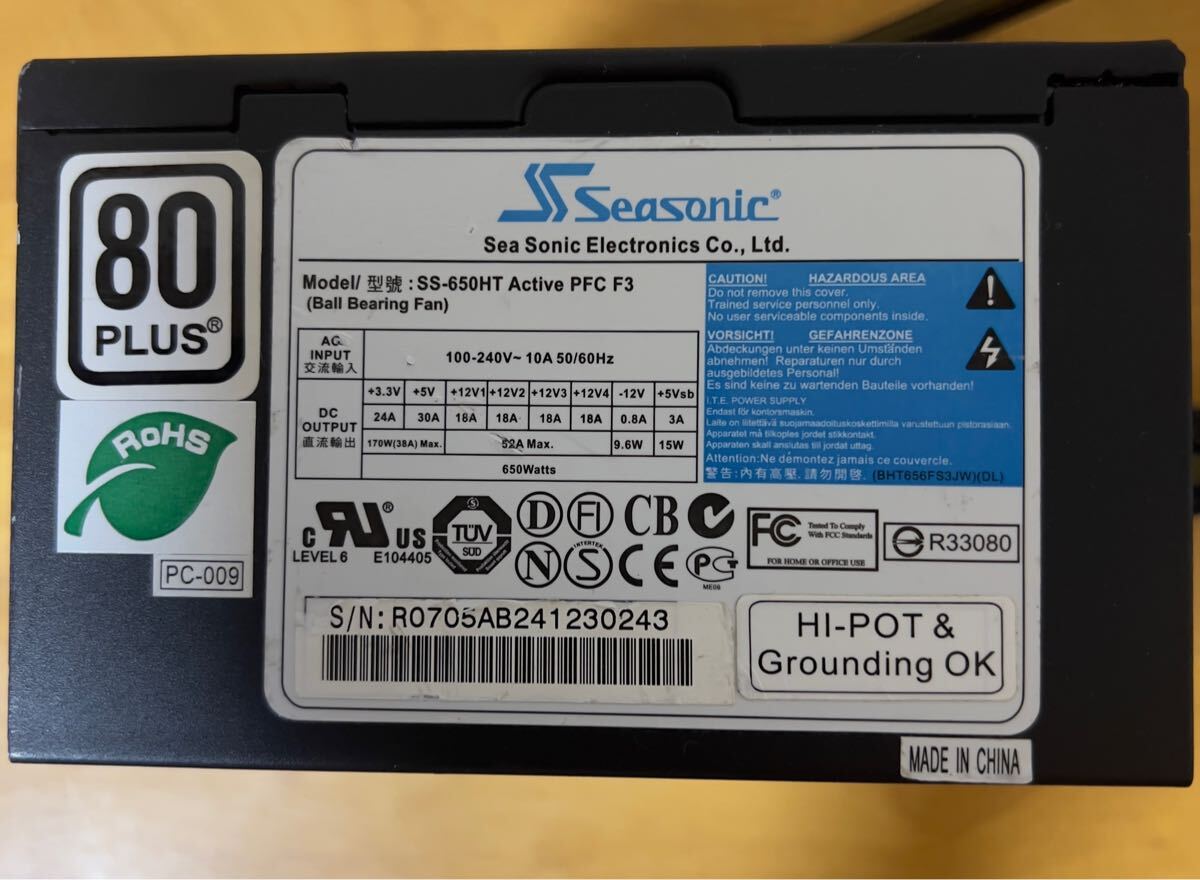 80
PLUS®
RoHS
PC-009
Seasonic®
Sea Sonic Electronics Co., Ltd.
Model/ 型號 : SS-650HT Active PFC F3
(Ball Bearing Fan)
AC
INPUT
交流輸入
100-240V~ 10A 50/60Hz
DC
OUTPUT
直流輸出
+3.3V +5V +12V1 +12V2 +12V3 +12V4 -12V +5Vsb
24A 30A 18A 18A 18A 18A 0.8A 3A
170W(38A) Max. 52A Max. 9.6W 15W
650Watts
CAUTION! HAZARDOUS AREA
Do not remove this cover.
Trained service personnel only.
No user serviceable components inside.
VORSICHT! GEFAHRENZONE
Abdeckungen unter keinen Umständen
abnehmen! Reparaturen nur durch
ausgebildetes Personal!
Es sind keine zu wartenden Bauteile vorhanden!
I.T.E. POWER SUPPLY
Endast för kontorsmaskin.
Laite on liitettävä suojamaadoituskoskettimilla varustettuun pistorasiaan.
Apparatet må tilkoples jordet stikkontakt.
Apparaten skall anslutas till jordat uttag.
Attention:Ne démontez jamais ce couvercle.
警告:內有高壓.請勿開啓. (BHT656FS3JW)(DL)
c UR® US
LEVEL 6 E104405
TÜV
SÜD
D FI CB
N INTERTEK S CE PCT
ME06
FC Tested To Comply
With FCC Standards
FOR HOME OR OFFICE USE
R33080
S/N: R0705AB241230243
HI-POT &
Grounding OK
MADE IN CHINA